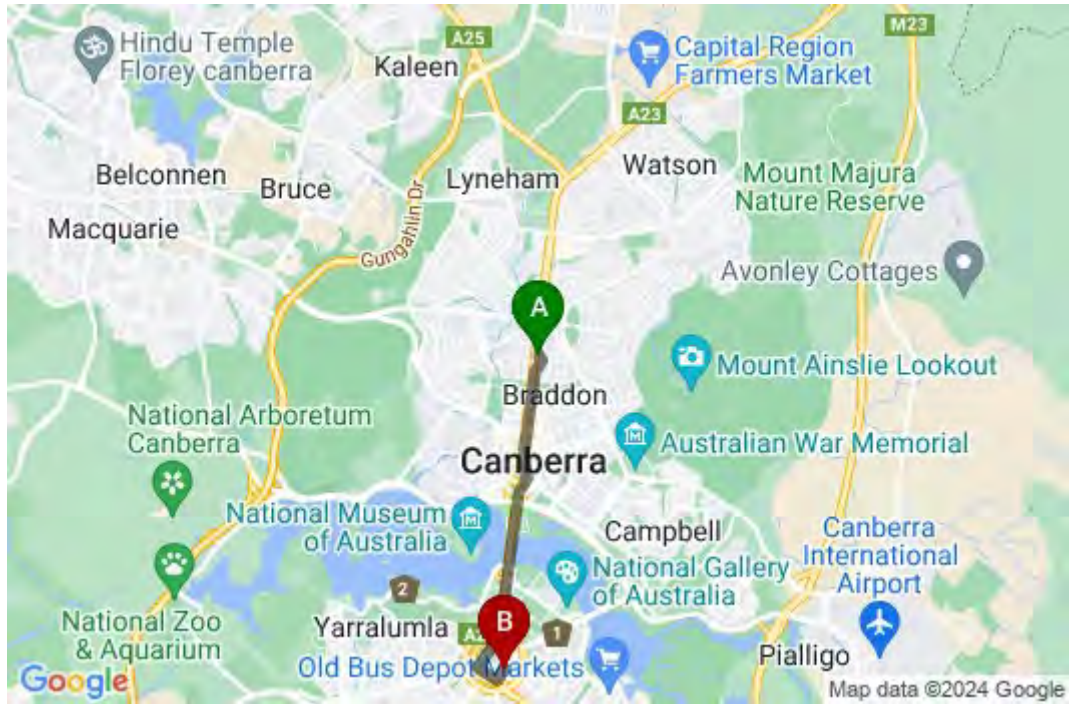 M23
A25
Hindu Temple
Florey canberra
Kaleen
Capital Region
Farmers Market
A23
Watson
Belconnen
Bruce
Lyneham
Mount Majura
Nature Reserve
Macquarie
Gungahlin Dr
Avonley Cottages
A
Mount Ainslie Lookout
Braddon
National Arboretum
Canberra
Australian War Memorial
Canberra
National Museum
of Australia
Campbell
Canberra
International
Airport
National Gallery
of Australia
2
National Zoo
& Aquarium
Yarralumla
B
1
Old Bus Depot Markets
Pialligo
Google
Map data ©2024 Google